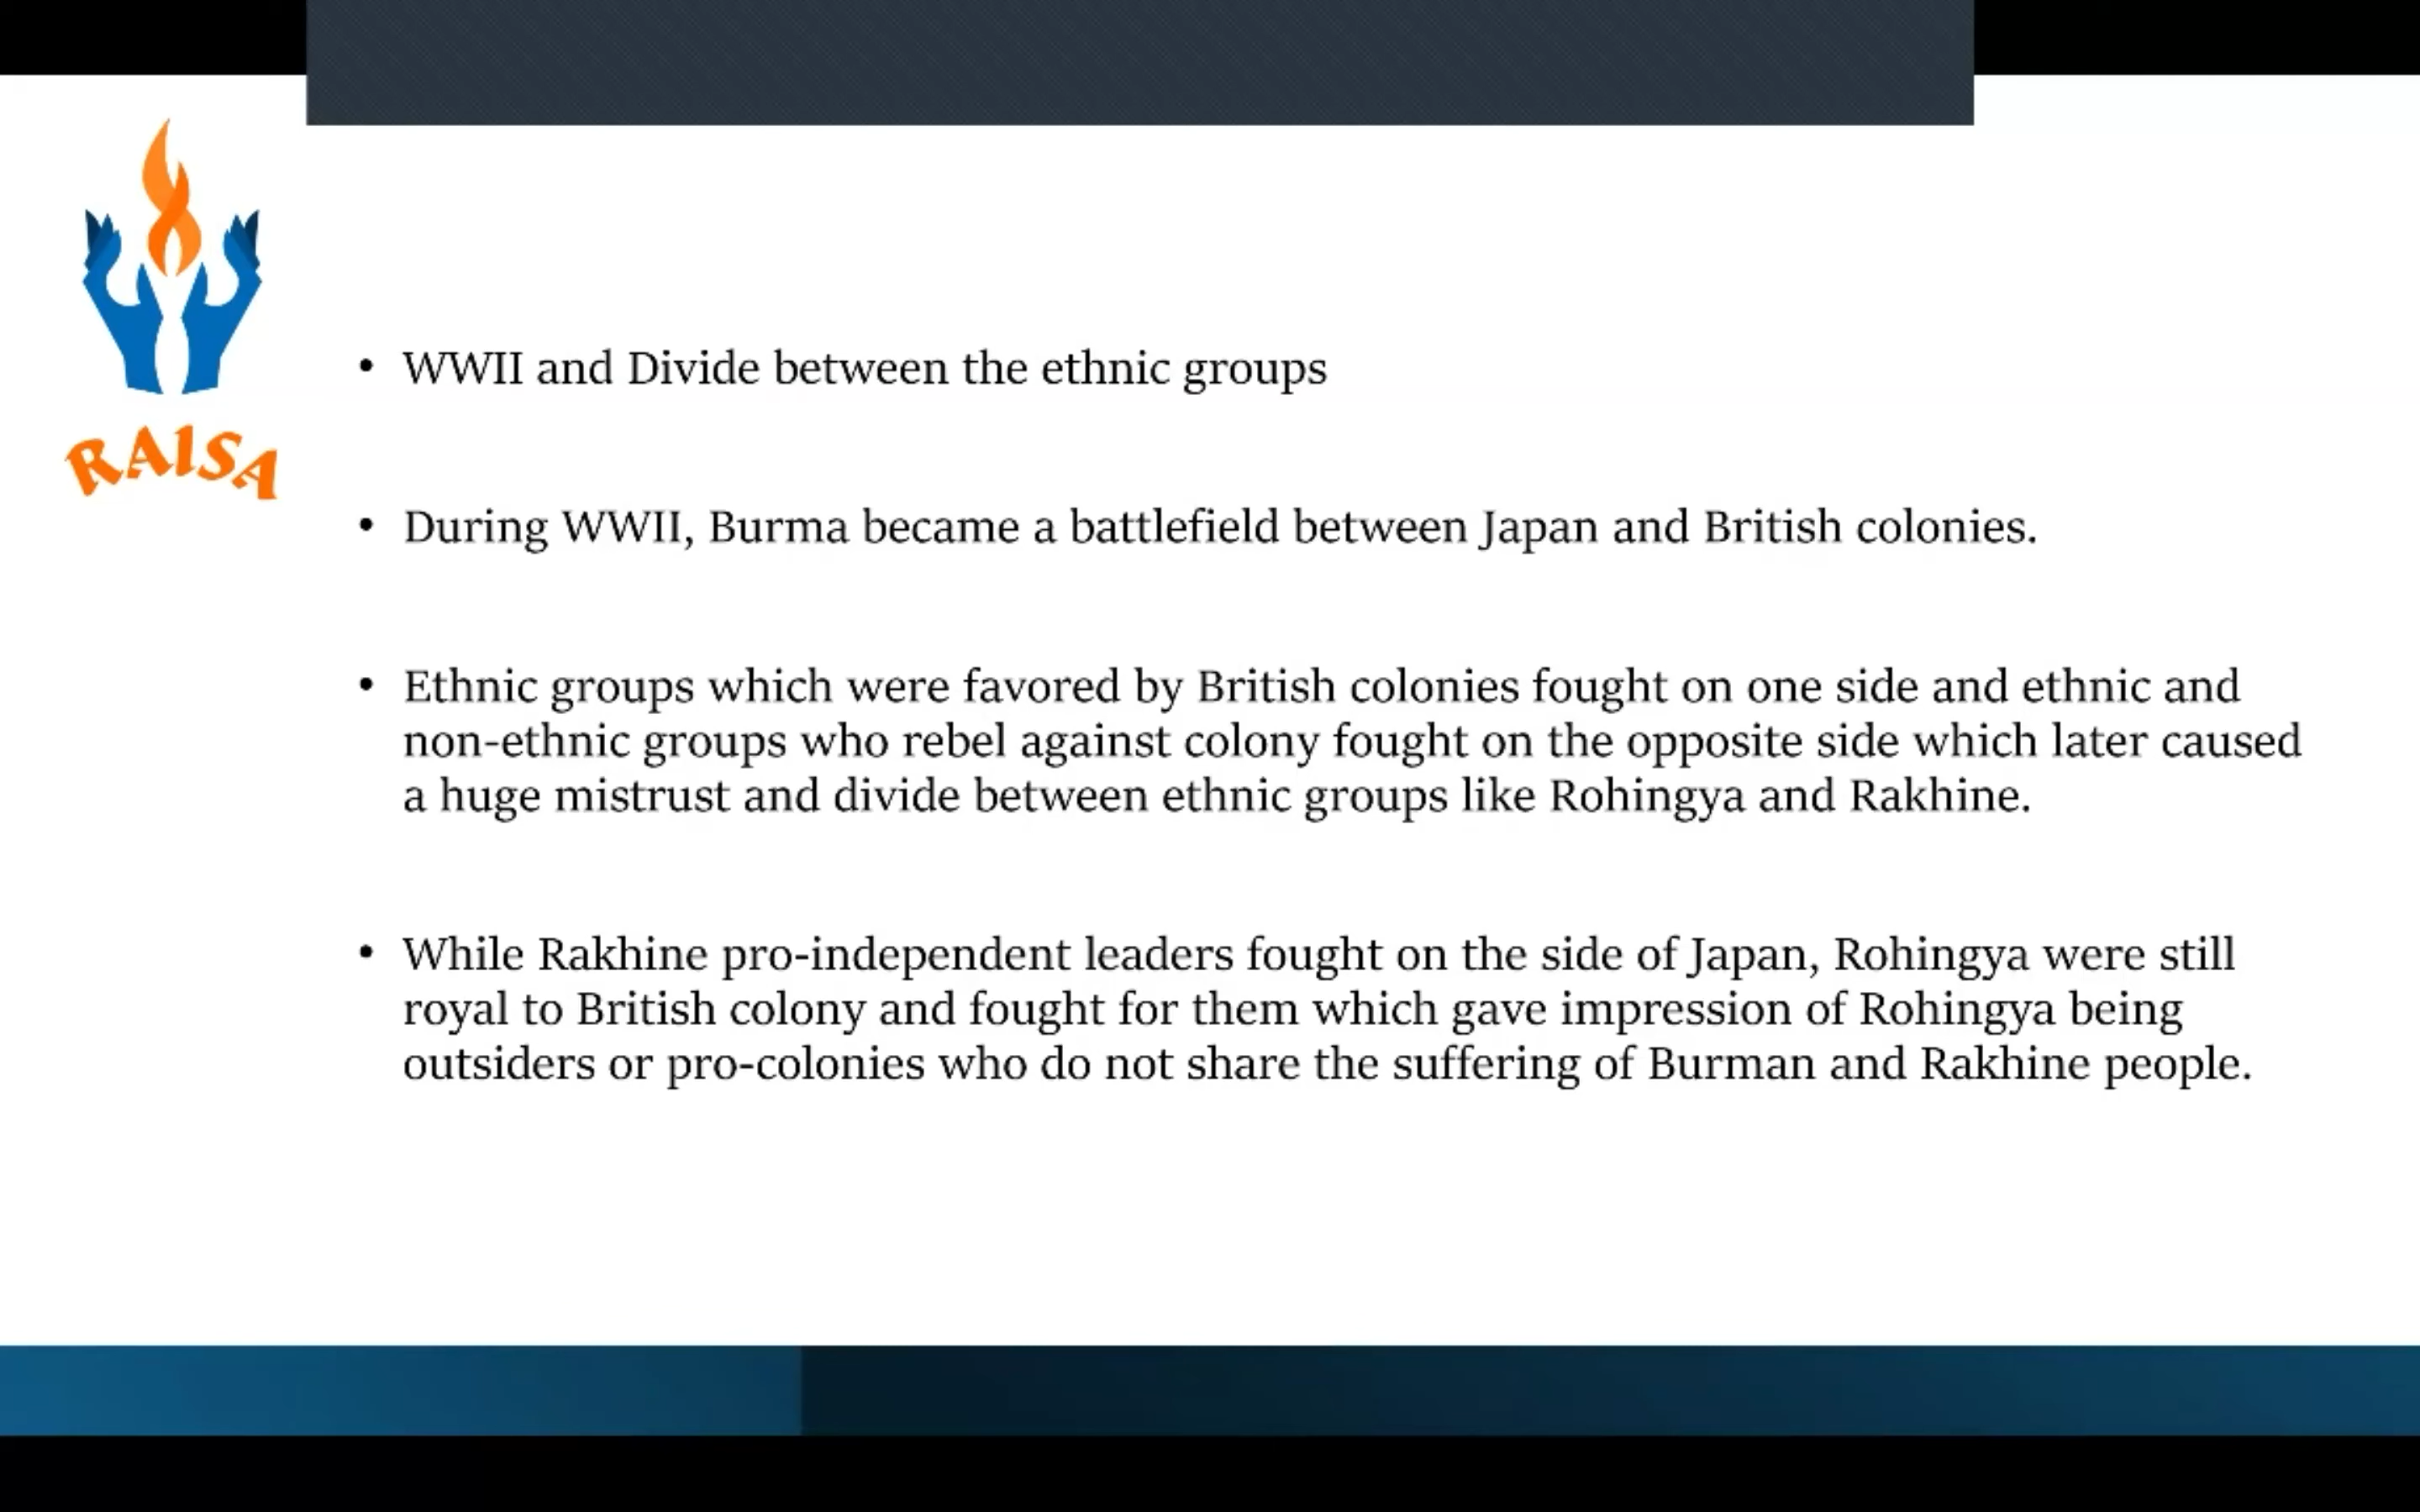 RAISA
• WWII and Divide between the ethnic groups
• During WWII, Burma became a battlefield between Japan and British colonies.
• Ethnic groups which were favored by British colonies fought on one side and ethnic and
non-ethnic groups who rebel against colony fought on the opposite side which later caused
a huge mistrust and divide between ethnic groups like Rohingya and Rakhine.
• While Rakhine pro-independent leaders fought on the side of Japan, Rohingya were still
royal to British colony and fought for them which gave impression of Rohingya being
outsiders or pro-colonies who do not share the suffering of Burman and Rakhine people.